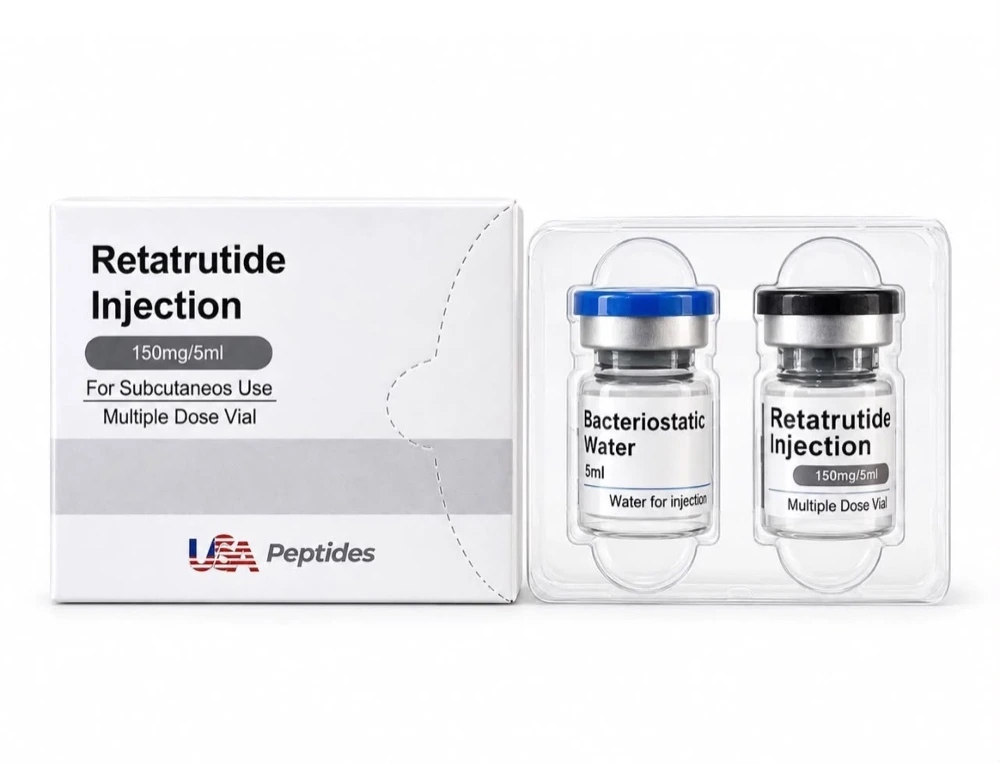 Retatrutide
Injection
150mg/5ml
For Subcutaneos Use
Multiple Dose Vial
USA Peptides
Bacteriostatic
Water
5ml
Water for injection
Retatrutide
Injection
150mg/5ml
Multiple Dose Vial